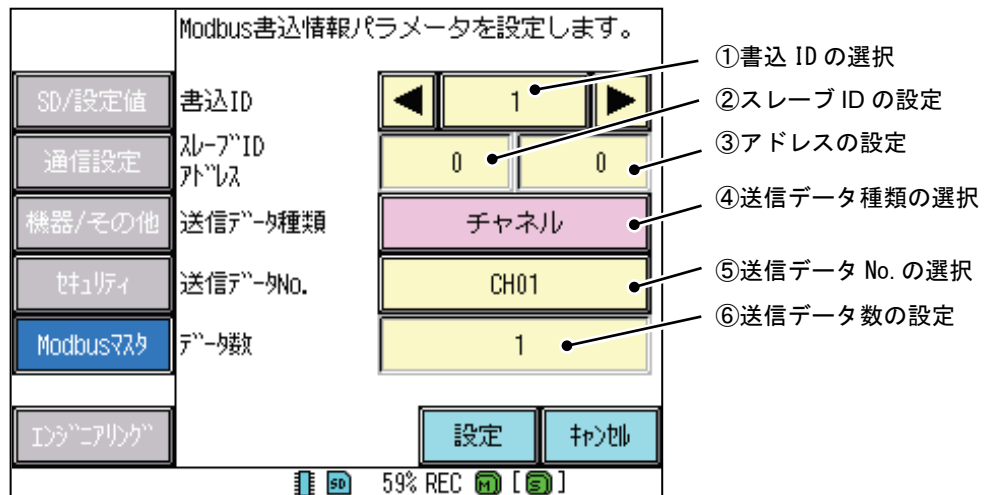 Modbus書込情報パラメータを設定します。
SD/設定値
書込ID
1
①書込 ID の選択
通信設定
ｽﾚｰﾌﾞID
ｱﾄﾞﾚｽ
0
0
②スレーブ ID の設定
③アドレスの設定
機器/その他
送信ﾃﾞｰﾀ種類
チャネル
④送信データ種類の選択
ｾｷｭﾘﾃｨ
送信ﾃﾞｰﾀNo.
CH01
⑤送信データ No. の選択
Modbusﾏｽﾀ
ﾃﾞｰﾀ数
1
⑥送信データ数の設定
ｴﾝｼﾞﾆｱﾘﾝｸﾞ
設定
ｷｬﾝｾﾙ
SD 59% REC M [S]